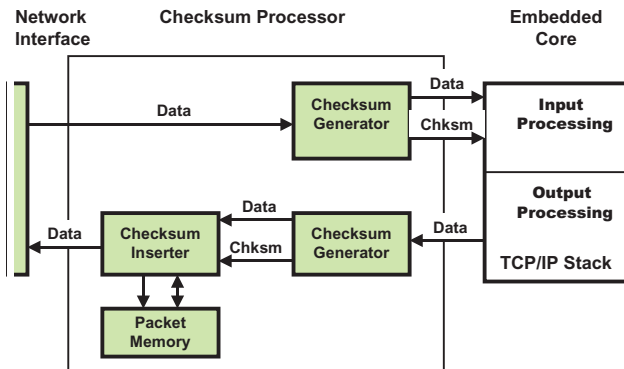 Network
Interface
Checksum Processor
Embedded
Core
Data
Checksum
Generator
Data
Chksm
Input
Processing
Data
Checksum
Inserter
Data
Chksm
Checksum
Generator
Data
Output
Processing
TCP/IP Stack
Packet
Memory